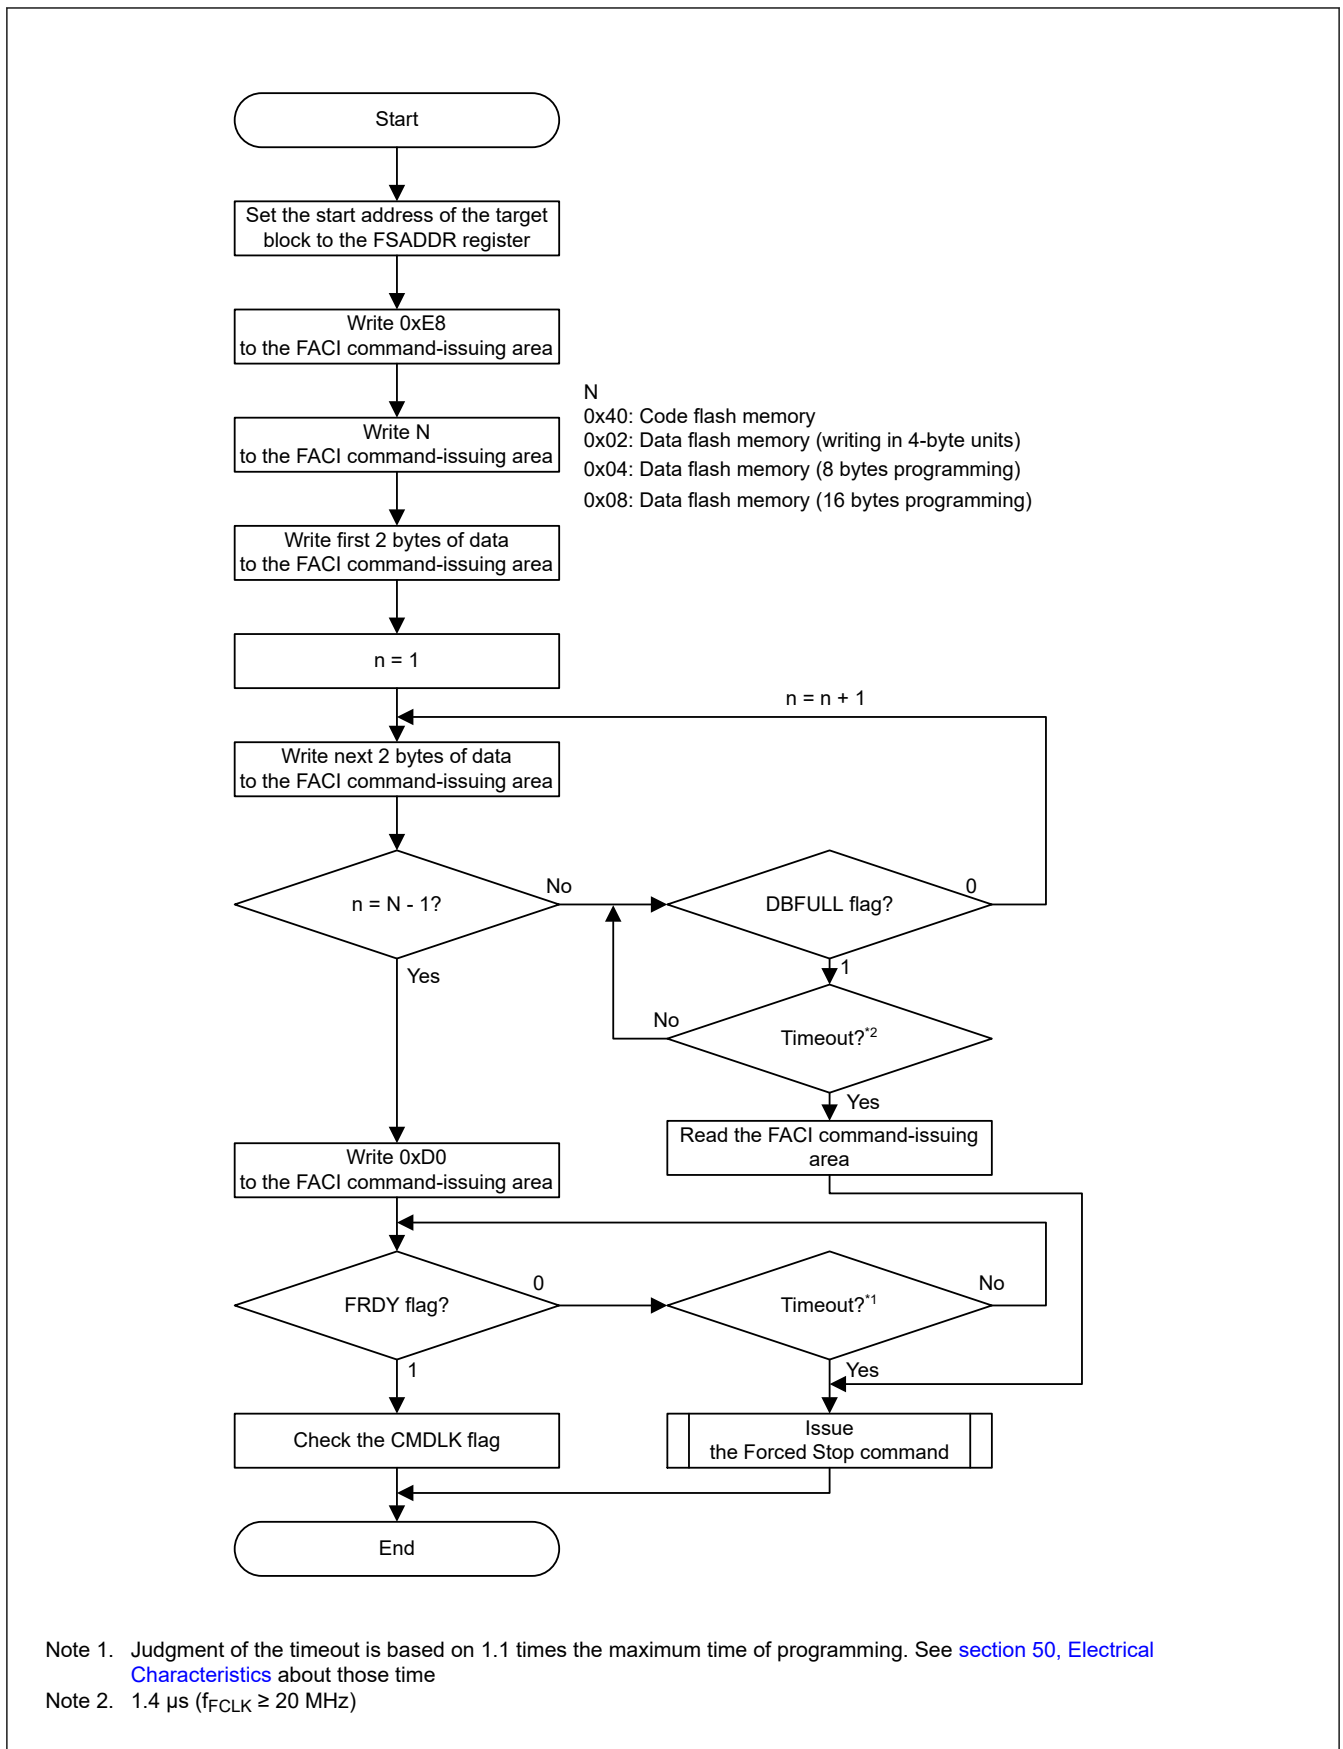 Start
Set the start address of the target
block to the FSADDR register
Write 0xE8
to the FACI command-issuing area
N
0x40: Code flash memory
0x02: Data flash memory (writing in 4-byte units)
0x04: Data flash memory (8 bytes programming)
0x08: Data flash memory (16 bytes programming)
Write N
to the FACI command-issuing area
Write first 2 bytes of data
to the FACI command-issuing area
n = 1
n = n + 1
Write next 2 bytes of data
to the FACI command-issuing area
n = N - 1?
No
DBFULL flag?
0
Yes
1
No
Timeout?*2
Yes
Read the FACI command-issuing
area
Write 0xD0
to the FACI command-issuing area
FRDY flag?
0
Timeout?*1
No
1
Yes
Check the CMDLK flag
Issue
the Forced Stop command
End
Note 1. Judgment of the timeout is based on 1.1 times the maximum time of programming. See section 50, Electrical
Characteristics about those time
Note 2. 1.4 µs (fFCLK ≥ 20 MHz)